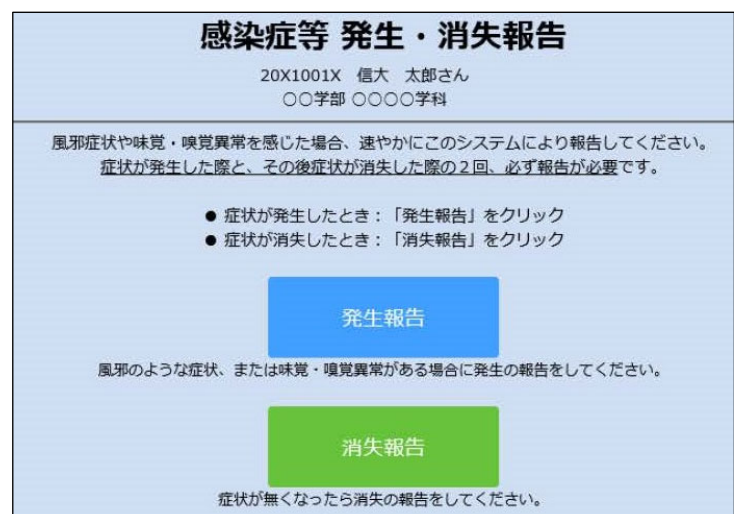 感染症等 発生・消失報告
20X1001X 信大 太郎さん
○○学部 ○○○○学科
風邪症状や味覚・嗅覚異常を感じた場合、速やかにこのシステムにより報告してください。
症状が発生した際と、その後症状が消失した際の2回、必ず報告が必要です。
● 症状が発生したとき：「発生報告」をクリック
● 症状が消失したとき：「消失報告」をクリック
発生報告
風邪のような症状、または味覚・嗅覚異常がある場合に発生の報告をしてください。
消失報告
症状が無くなったら消失の報告をしてください。